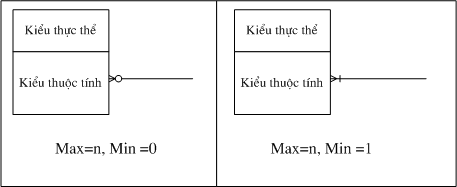 Kiểu thực thể
Kiểu thuộc tính
Max=n, Min =0
Kiểu thực thể
Kiểu thuộc tính
Max=n, Min =1